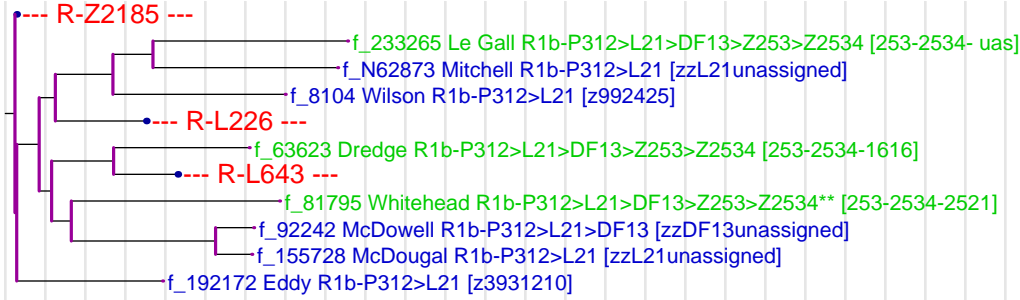 --- R-Z2185 ---
f_233265 Le Gall R1b-P312>L21>DF13>Z253>Z2534 [253-2534- uas]
f_N62873 Mitchell R1b-P312>L21 [zzL21unassigned]
f_8104 Wilson R1b-P312>L21 [z992425]
--- R-L226 ---
f_63623 Dredge R1b-P312>L21>DF13>Z253>Z2534 [253-2534-1616]
--- R-L643 ---
f_81795 Whitehead R1b-P312>L21>DF13>Z253>Z2534** [253-2534-2521]
f_92242 McDowell R1b-P312>L21>DF13 [zzDF13unassigned]
f_155728 McDougal R1b-P312>L21 [zzL21unassigned]
f_192172 Eddy R1b-P312>L21 [z3931210]